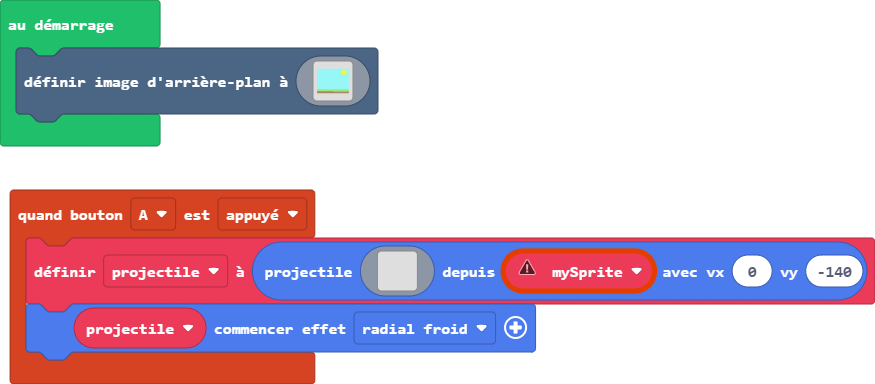 au démarrage
définir image d'arrière-plan à
quand bouton A est appuyé
définir projectile à projectile depuis mySprite avec vx 0 vy -140
projectile commencer effet radial froid